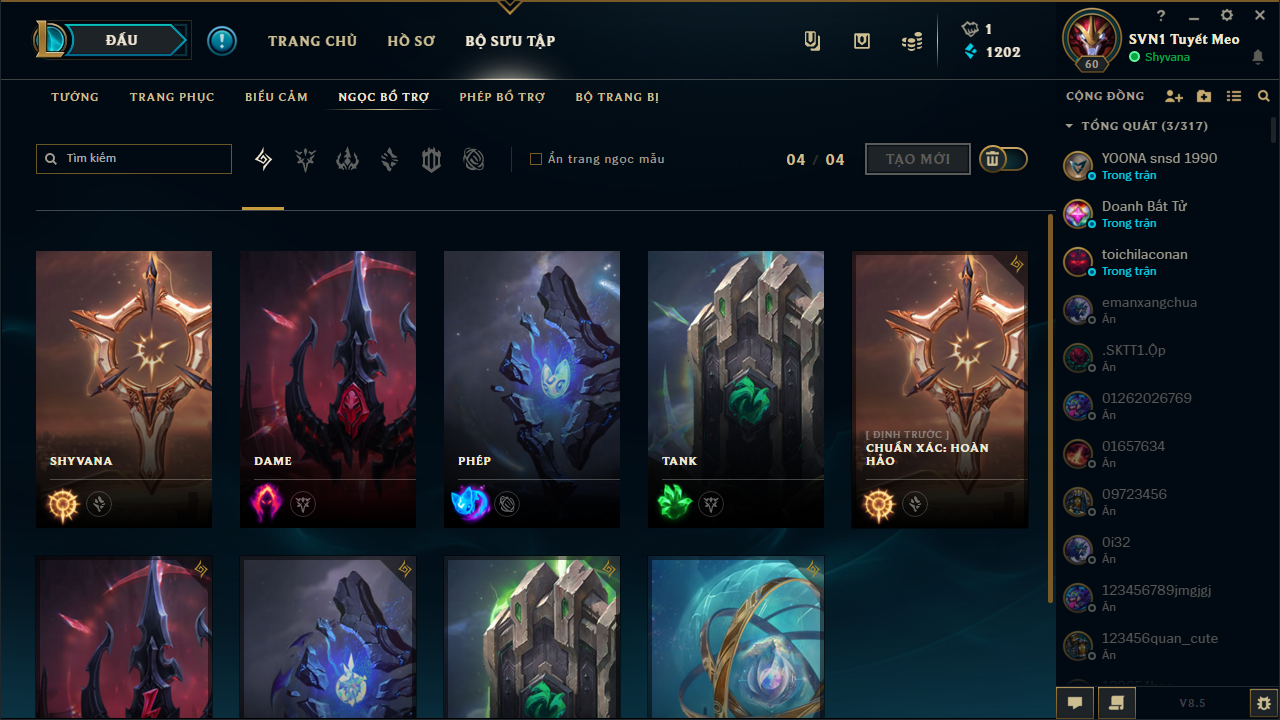 ĐẤU
!
TRANG CHỦ
HỒ SƠ
BỘ SƯU TẬP
1
1202
?
SVN1 Tuyết Meo
Shyvana
60
TƯỚNG
TRANG PHỤC
BIỂU CẢM
NGỌC BỔ TRỢ
PHÉP BỔ TRỢ
BỘ TRANG BỊ
CỘNG ĐỒNG
TỔNG QUÁT (3/317)
Tìm kiếm
Ẩn trang ngọc mẫu
04 / 04
TẠO MỚI
SHYVANA
DAME
PHÉP
TANK
[ ĐỊNH TRƯỚC ]
CHUẨN XÁC: HOÀN
HẢO
YOONA snsd 1990
Trong trận
Doanh Bất Tử
Trong trận
toichilaconan
Trong trận
emanxangchua
Ẩn
.SKTT1.Ộp
Ẩn
01262026769
Ẩn
01657634
Ẩn
09723456
Ẩn
0i32
Ẩn
123456789jmgjgj
Ẩn
123456quan_cute
Ẩn
V8.5